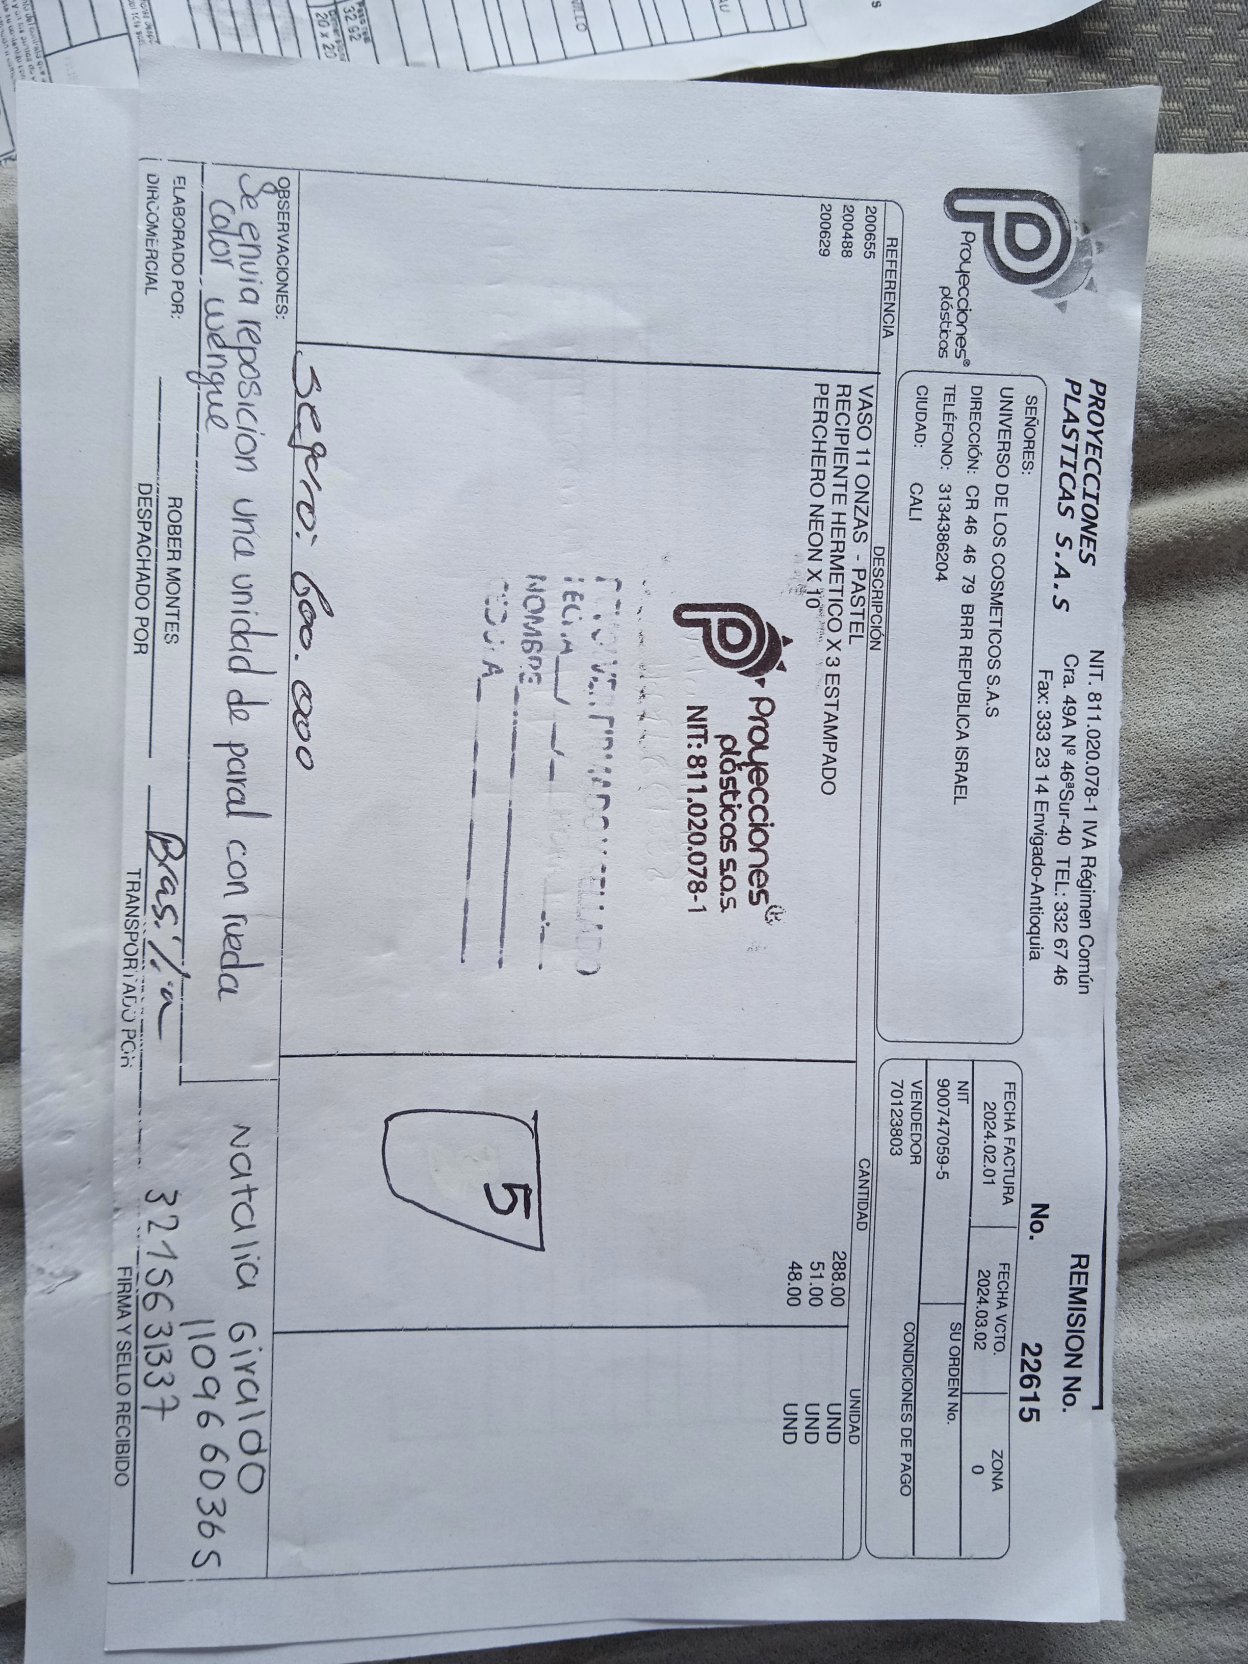 Proyecciones®
plásticos
PROYECCIONES
PLASTICAS S.A.S
NIT. 811.020.078-1 IVA Régimen Común
Cra. 49A Nº 46ªSur-40 TEL: 332 67 46
Fax: 333 23 14 Envigado-Antioquia
REMISION No.
No. 22615
SEÑORES:
UNIVERSO DE LOS COSMETICOS S.A.S
DIRECCIÓN: CR 46 46 79 BRR REPUBLICA ISRAEL
TELÉFONO: 3134386204
CIUDAD: CALI
FECHA FACTURA
2024.02.01
FECHA VCTO.
2024.03.02
ZONA
0
NIT
900747059-5
SU ORDEN No.
VENDEDOR
70123803
CONDICIONES DE PAGO
REFERENCIA DESCRIPCIÓN CANTIDAD UNIDAD
200655 VASO 11 ONZAS - PASTEL 288.00 UND
200488 RECIPIENTE HERMETICO X 3 ESTAMPADO 51.00 UND
200629 PERCHERO NEON X 10 48.00 UND
Proyecciones®
plásticos s.a.s.
NIT: 811.020.078-1
NOMBRE
5
Seguro: 600.000
OBSERVACIONES:
Se envia reposicion una unidad de paral con rueda
color wengue
Natalia Giraldo
1109660365
3215631337
ELABORADO POR:
DIRCOMERCIAL
ROBER MONTES
DESPACHADO POR
Brasilia
TRANSPORTADO POR
FIRMA Y SELLO RECIBIDO